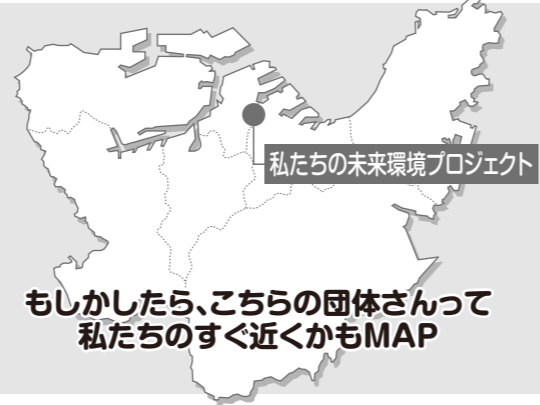 私たちの未来環境プロジェクト
もしかしたら、こちらの団体さんって
私たちのすぐ近くかもMAP